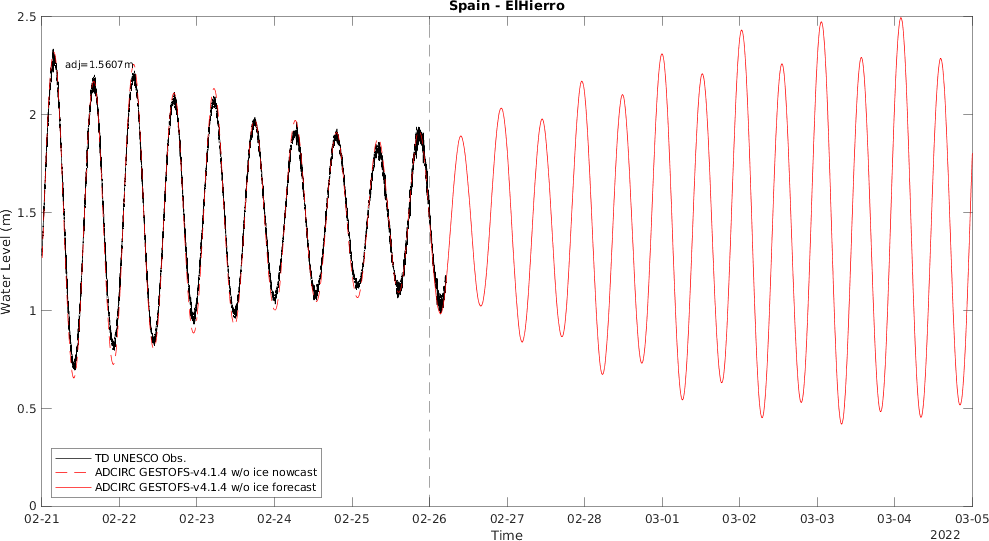 Spain - ElHierro
adj=1.5607m
2.5
2
1.5
1
0.5
0
Water Level (m)
TD UNESCO Obs.
ADCIRC GESTOFS-v4.1.4 w/o ice nowcast
ADCIRC GESTOFS-v4.1.4 w/o ice forecast
02-21 02-22 02-23 02-24 02-25 02-26 02-27 02-28 03-01 03-02 03-03 03-04 03-05
Time
2022